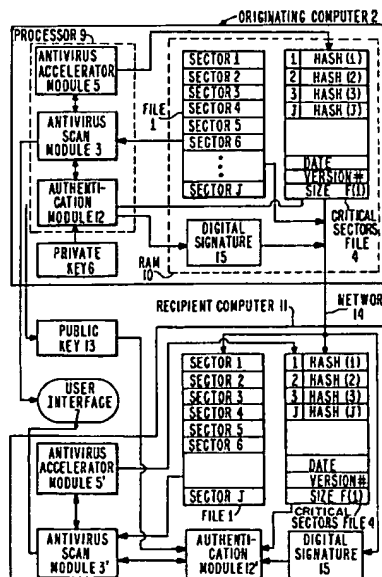 ORIGINATING COMPUTER 2
PROCESSOR 9
ANTIVIRUS
ACCELERATOR
MODULE 5
ANTIVIRUS
SCAN
MODULE 3
AUTHENTI-
CATION
MODULE 12
PRIVATE
KEY 6
FILE
1
SECTOR 1
SECTOR 2
SECTOR 3
SECTOR 4
SECTOR 5
SECTOR 6
SECTOR J
1 HASH (1)
2 HASH (2)
3 HASH (3)
J HASH (J)
DATE
VERSION#
SIZE F(1)
CRITICAL
SECTORS,
FILE
4
DIGITAL
SIGNATURE
15
RAM
10
NETWORK
14
RECIPIENT COMPUTER 11
PUBLIC
KEY 13
USER
INTERFACE
7
ANTIVIRUS
ACCELERATOR
MODULE 5'
ANTIVIRUS
SCAN
MODULE 3'
SECTOR 1
SECTOR 2
SECTOR 3
SECTOR 4
SECTOR 5
SECTOR 6
SECTOR J
FILE 1
1 HASH (1)
2 HASH (2)
3 HASH (3)
J HASH (J)
DATE
VERSION#
SIZE F(1)
CRITICAL
SECTORS FILE 4
AUTHENTI-
CATION
MODULE 12'
DIGITAL
SIGNATURE
15